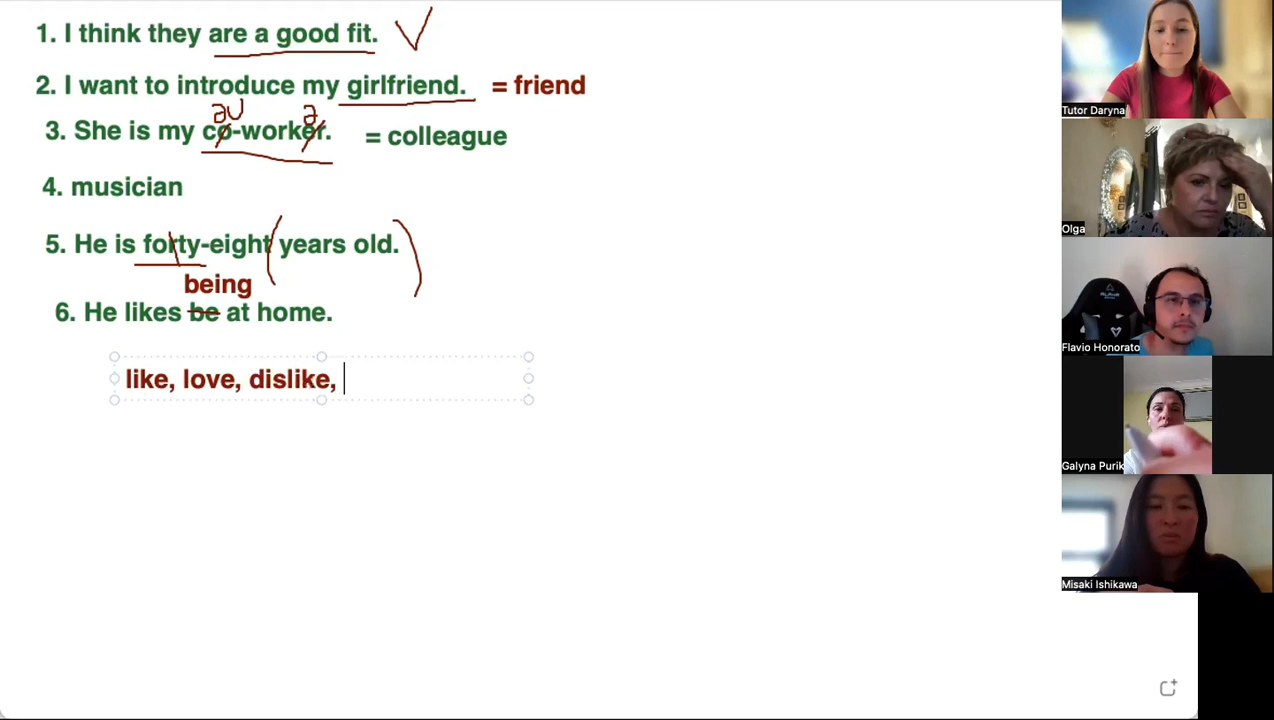 1. I think they are a good fit.
2. I want to introduce my girlfriend. = friend
3. She is my co-worker. = colleague
4. musician
5. He is forty-eight years old.
being
6. He likes be at home.
like, love, dislike,
Tutor Daryna
Olga
Flavio Honorato
Galyna Purik
Misaki Ishikawa